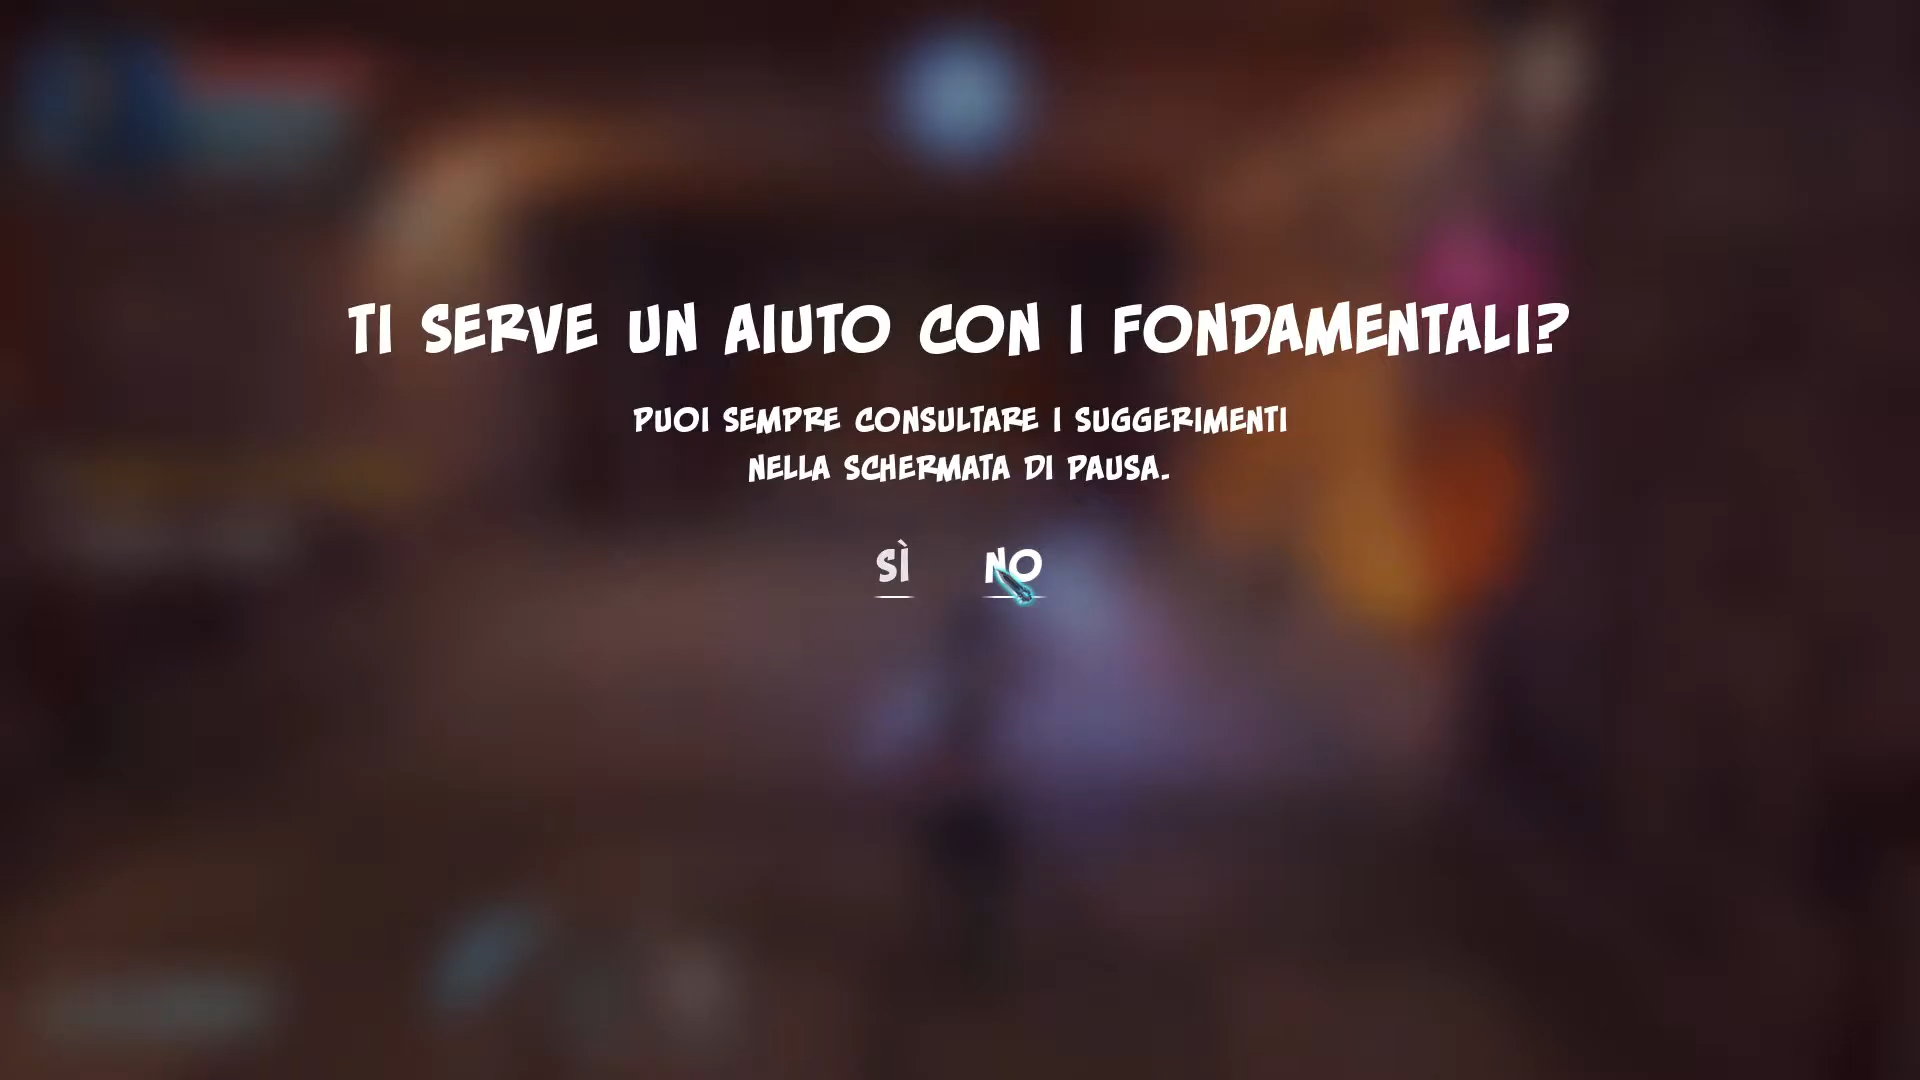 TI SERVE UN AIUTO CON I FONDAMENTALI?
PUOI SEMPRE CONSULTARE I SUGGERIMENTI
NELLA SCHERMATA DI PAUSA.
SÌ NO